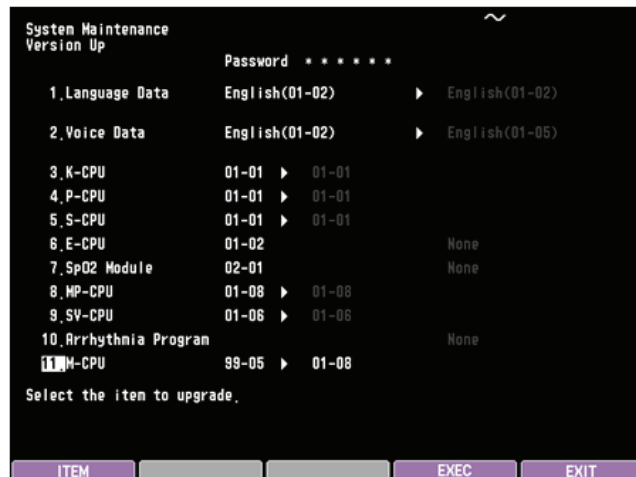 System Maintenance
Version Up
Password * * * * * *
1.Language Data English(01-02) ▶ English(01-02)
2.Voice Data English(01-02) ▶ English(01-05)
3.K-CPU 01-01 ▶ 01-01
4.P-CPU 01-01 ▶ 01-01
5.S-CPU 01-01 ▶ 01-01
6.E-CPU 01-02 None
7.SpO2 Module 02-01 None
8.MP-CPU 01-08 ▶ 01-08
9.SV-CPU 01-06 ▶ 01-06
10.Arrhythmia Program None
11.M-CPU 99-05 ▶ 01-08
Select the item to upgrade.
ITEM EXEC EXIT